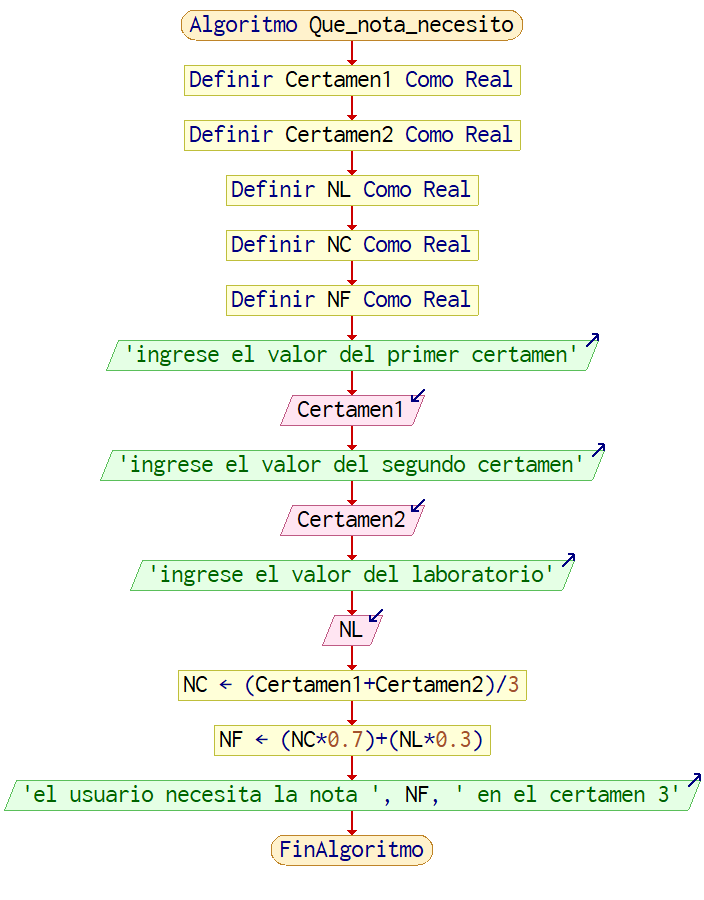 Algoritmo Que_nota_necesito
Definir Certamen1 Como Real
Definir Certamen2 Como Real
Definir NL Como Real
Definir NC Como Real
Definir NF Como Real
'ingrese el valor del primer certamen'
Certamen1
'ingrese el valor del segundo certamen'
Certamen2
'ingrese el valor del laboratorio'
NL
NC ← (Certamen1+Certamen2)/3
NF ← (NC*0.7)+(NL*0.3)
'el usuario necesita la nota ', NF, ' en el certamen 3'
FinAlgoritmo